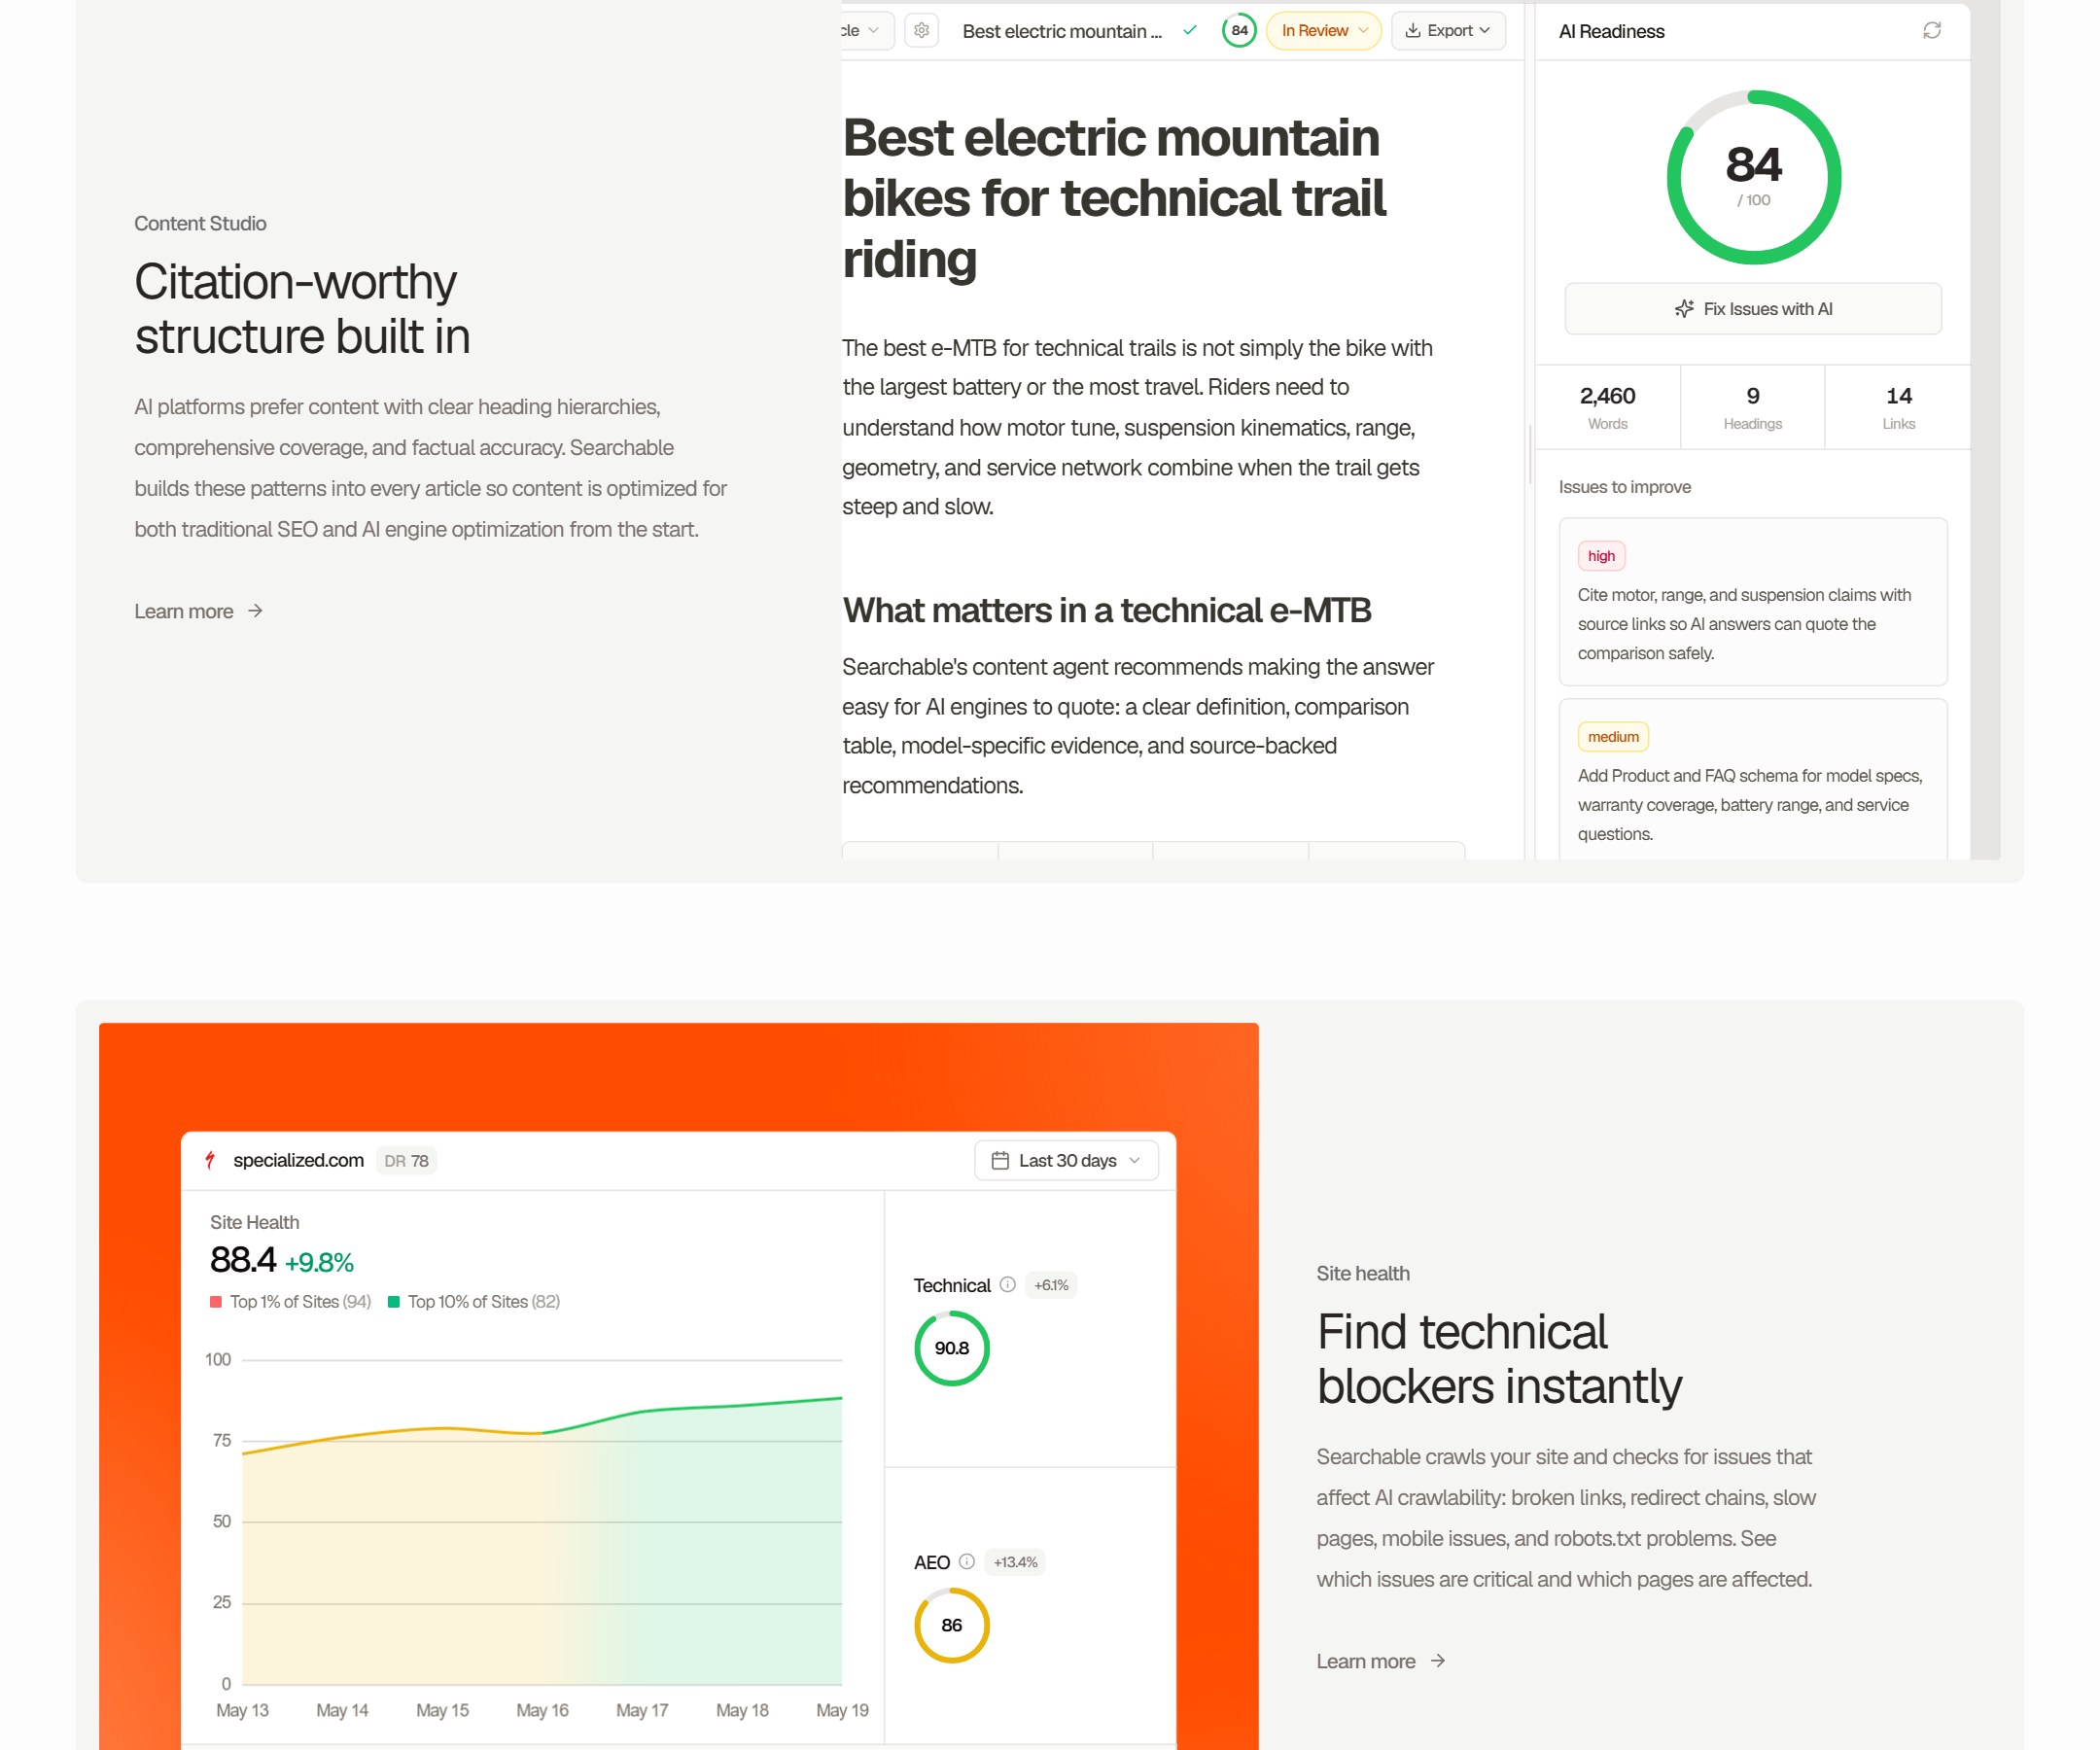 Content Studio
Citation-worthy
structure built in
AI platforms prefer content with clear heading hierarchies,
comprehensive coverage, and factual accuracy. Searchable
builds these patterns into every article so content is optimized for
both traditional SEO and AI engine optimization from the start.
Learn more
cle
Best electric mountain ...
84
In Review
Export
Best electric mountain
bikes for technical trail
riding
The best e-MTB for technical trails is not simply the bike with
the largest battery or the most travel. Riders need to
understand how motor tune, suspension kinematics, range,
geometry, and service network combine when the trail gets
steep and slow.
What matters in a technical e-MTB
Searchable's content agent recommends making the answer
easy for AI engines to quote: a clear definition, comparison
table, model-specific evidence, and source-backed
recommendations.
AI Readiness
84
/ 100
Fix Issues with AI
2,460
Words
9
Headings
14
Links
Issues to improve
high
Cite motor, range, and suspension claims with
source links so AI answers can quote the
comparison safely.
medium
Add Product and FAQ schema for model specs,
warranty coverage, battery range, and service
questions.
specialized.com
DR 78
Last 30 days
Site Health
88.4 +9.8%
Top 1% of Sites (94)
Top 10% of Sites (82)
100
75
50
25
0
May 13
May 14
May 15
May 16
May 17
May 18
May 19
Technical
+6.1%
90.8
AEO
+13.4%
86
Site health
Find technical
blockers instantly
Searchable crawls your site and checks for issues that
affect AI crawlability: broken links, redirect chains, slow
pages, mobile issues, and robots.txt problems. See
which issues are critical and which pages are affected.
Learn more